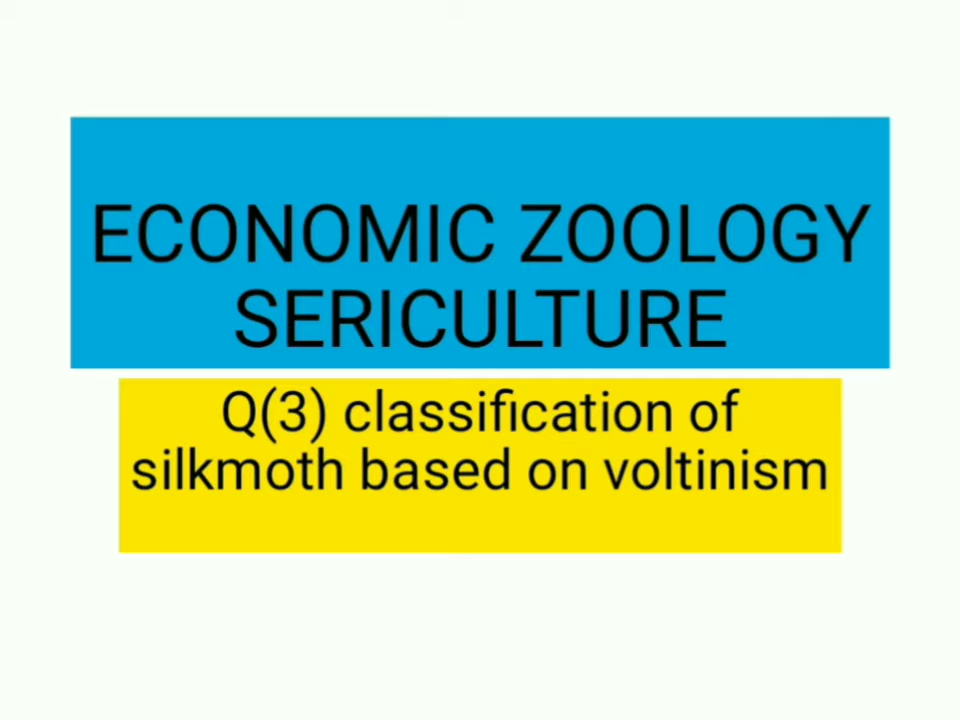 ECONOMIC ZOOLOGY
SERICULTURE
Q(3) classification of
silkmoth based on voltinism